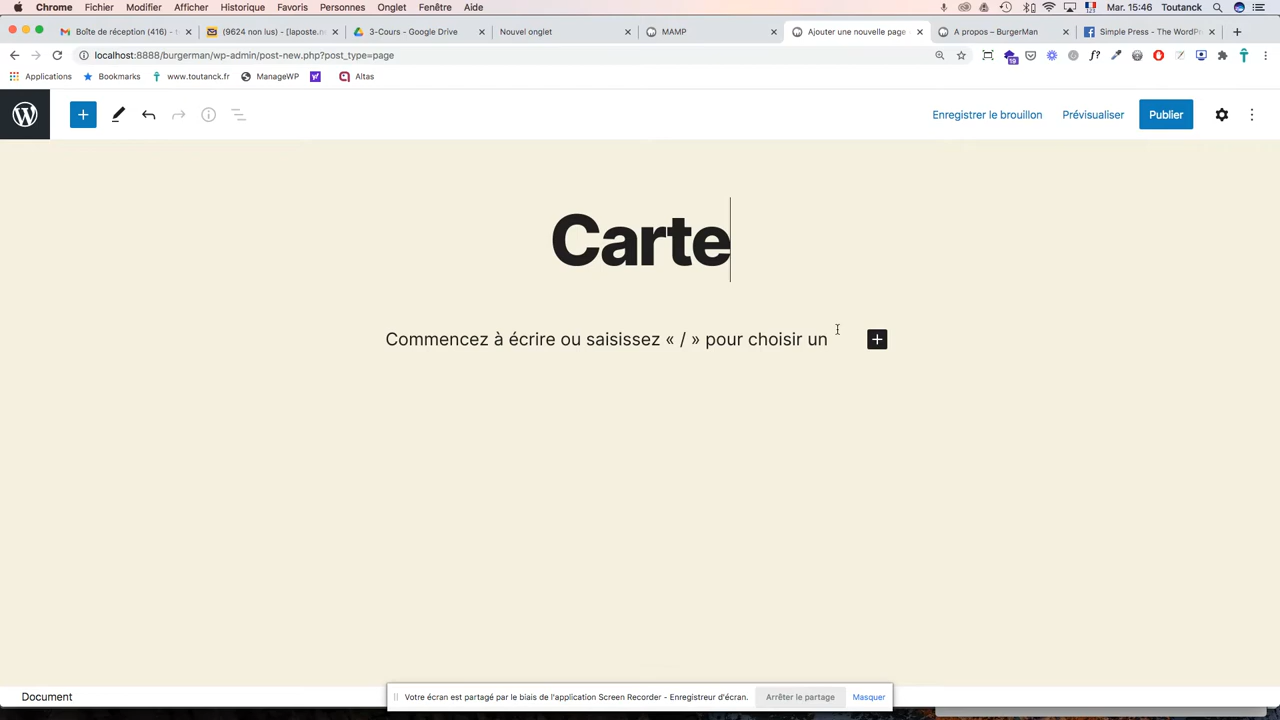 Chrome Fichier Modifier Afficher Historique Favoris Personnes Onglet Fenêtre Aide Mar. 15:46 Toutanck
Boîte de réception (416) - (9624 non lus) - [laposte.n 3-Cours - Google Drive Nouvel onglet MAMP Ajouter une nouvelle page A propos – BurgerMan Simple Press - The WordPr
localhost:8888/burgerman/wp-admin/post-new.php?post_type=page
Applications Bookmarks www.toutanck.fr ManageWP Altas
Enregistrer le brouillon Prévisualiser Publier
Carte
Commencez à écrire ou saisissez « / » pour choisir un
Document
Votre écran est partagé par le biais de l'application Screen Recorder - Enregistreur d'écran. Arrêter le partage Masquer